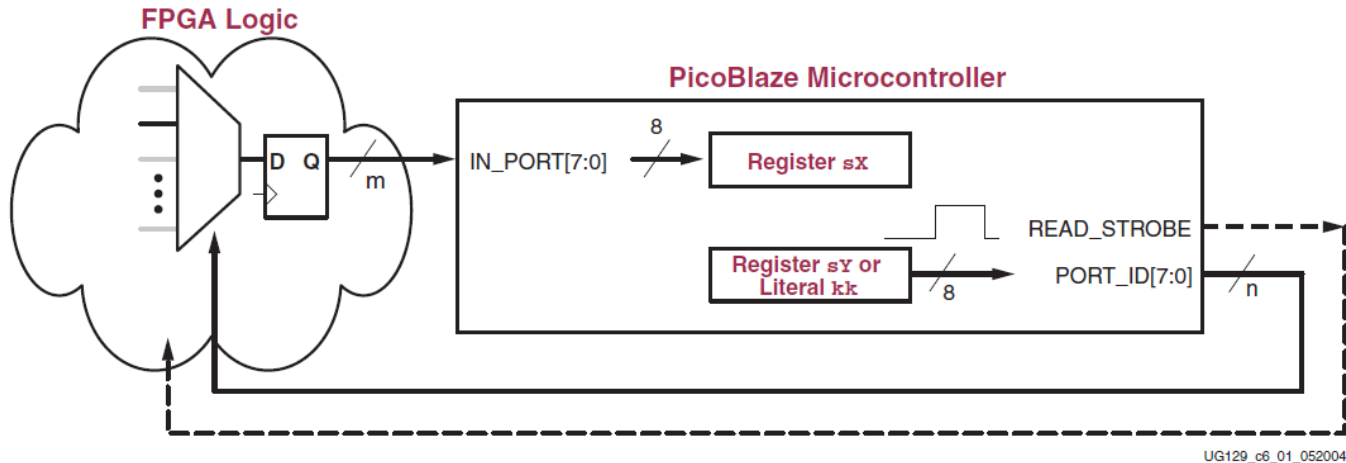 FPGA Logic
PicoBlaze Microcontroller
D Q
m
IN_PORT[7:0]
8
Register sX
READ_STROBE
Register sY or
Literal kk
8
PORT_ID[7:0]
n
UG129_c6_01_052004